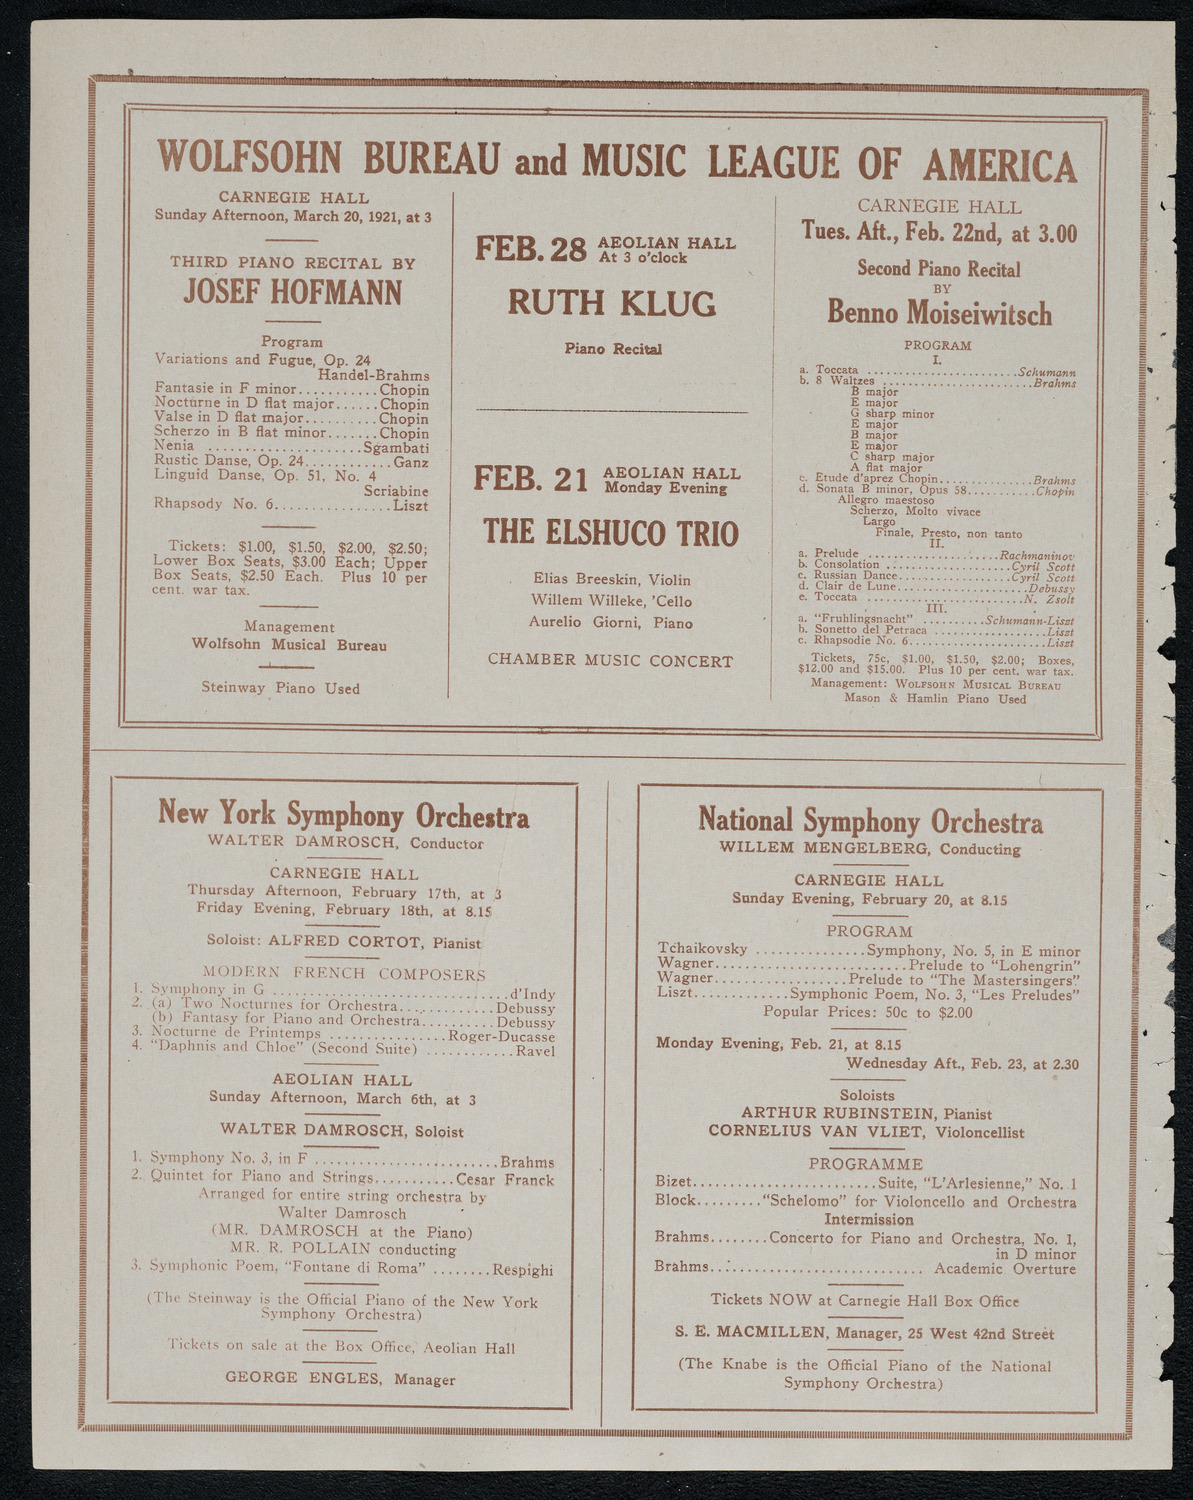 WOLFSOHN BUREAU and MUSIC LEAGUE OF AMERICA
CARNEGIE HALL
Sunday Afternoon, March 20, 1921, at 3
THIRD PIANO RECITAL BY
JOSEF HOFMANN
Program
Variations and Fugue, Op. 24
Handel-Brahms
Fantasie in F minor...........Chopin
Nocturne in D flat major......Chopin
Valse in D flat major..........Chopin
Scherzo in B flat minor.......Chopin
Nenia .....................Sgambati
Rustic Danse, Op. 24............Ganz
Linguid Danse, Op. 51, No. 4
Scriabine
Rhapsody No. 6................Liszt
Tickets: $1.00, $1.50, $2.00, $2.50;
Lower Box Seats, $3.00 Each; Upper
Box Seats, $2.50 Each. Plus 10 per
cent. war tax.
Management
Wolfsohn Musical Bureau
Steinway Piano Used
FEB. 28 AEOLIAN HALL
At 3 o'clock
RUTH KLUG
Piano Recital
FEB. 21 AEOLIAN HALL
Monday Evening
THE ELSHUCO TRIO
Elias Breeskin, Violin
Willem Willeke, 'Cello
Aurelio Giorni, Piano
CHAMBER MUSIC CONCERT
CARNEGIE HALL
Tues. Aft., Feb. 22nd, at 3.00
Second Piano Recital
BY
Benno Moiseiwitsch
PROGRAM
I.
a. Toccata .......................Schumann
b. 8 Waltzes .......................Brahms
B major
E major
G sharp minor
E major
B major
E major
C sharp major
A flat major
c. Etude d'aprez Chopin..............Brahms
d. Sonata B minor, Opus 58..........Chopin
Allegro maestoso
Scherzo, Molto vivace
Largo
Finale, Presto, non tanto
II.
a. Prelude ....................Rachmaninov
b. Consolation ...................Cyril Scott
c. Russian Dance.................Cyril Scott
d. Clair de Lune....................Debussy
e. Toccata ........................N. Zsolt
III.
a. "Fruhlingsnacht" ..........Schumann-Liszt
b. Sonetto del Petraca .................Liszt
c. Rhapsodie No. 6.....................Liszt
Tickets, 75c, $1.00, $1.50, $2.00; Boxes,
$12.00 and $15.00. Plus 10 per cent. war tax.
Management: WOLFSOHN MUSICAL BUREAU
Mason & Hamlin Piano Used
New York Symphony Orchestra
WALTER DAMROSCH, Conductor
CARNEGIE HALL
Thursday Afternoon, February 17th, at 3
Friday Evening, February 18th, at 8.15
Soloist: ALFRED CORTOT, Pianist
MODERN FRENCH COMPOSERS
1. Symphony in G ..............................d'Indy
2. (a) Two Nocturnes for Orchestra............Debussy
(b) Fantasy for Piano and Orchestra..........Debussy
3. Nocturne de Printemps ...............Roger-Ducasse
4. "Daphnis and Chloe" (Second Suite) ............Ravel
AEOLIAN HALL
Sunday Afternoon, March 6th, at 3
WALTER DAMROSCH, Soloist
1. Symphony No. 3, in F ........................Brahms
2. Quintet for Piano and Strings...........Cesar Franck
Arranged for entire string orchestra by
Walter Damrosch
(MR. DAMROSCH at the Piano)
MR. R. POLLAIN conducting
3. Symphonic Poem, "Fontane di Roma" ........Respighi
(The Steinway is the Official Piano of the New York
Symphony Orchestra)
Tickets on sale at the Box Office, Aeolian Hall
GEORGE ENGLES, Manager
National Symphony Orchestra
WILLEM MENGELBERG, Conducting
CARNEGIE HALL
Sunday Evening, February 20, at 8.15
PROGRAM
Tchaikovsky ...............Symphony, No. 5, in E minor
Wagner..........................Prelude to "Lohengrin"
Wagner..................Prelude to "The Mastersingers"
Liszt.............Symphonic Poem, No. 3, "Les Preludes"
Popular Prices: 50c to $2.00
Monday Evening, Feb. 21, at 8.15
Wednesday Aft., Feb. 23, at 2.30
Soloists
ARTHUR RUBINSTEIN, Pianist
CORNELIUS VAN VLIET, Violoncellist
PROGRAMME
Bizet.........................Suite, "L'Arlesienne," No. 1
Block.........."Schelomo" for Violoncello and Orchestra
Intermission
Brahms........Concerto for Piano and Orchestra, No. 1,
in D minor
Brahms............................. Academic Overture
Tickets NOW at Carnegie Hall Box Office
S. E. MACMILLEN, Manager, 25 West 42nd Street
(The Knabe is the Official Piano of the National
Symphony Orchestra)